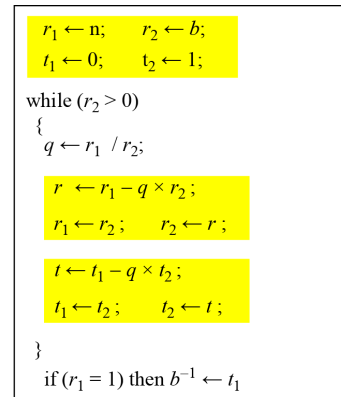 r₁ ← n; r₂ ← b;
t₁ ← 0; t₂ ← 1;
while (r₂ > 0)
{
q ← r₁ / r₂;
r ← r₁ − q × r₂ ;
r₁ ← r₂ ; r₂ ← r ;
t ← t₁ − q × t₂ ;
t₁ ← t₂ ; t₂ ← t ;
}
if (r₁ = 1) then b⁻¹ ← t₁